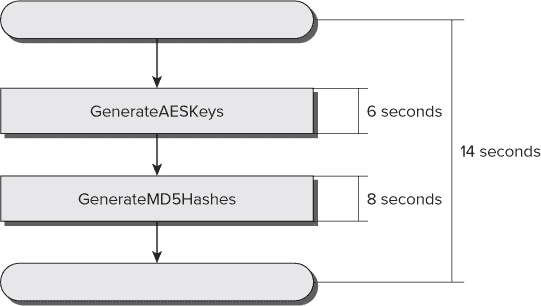 GenerateAESKeys
6 seconds
14 seconds
GenerateMD5Hashes
8 seconds